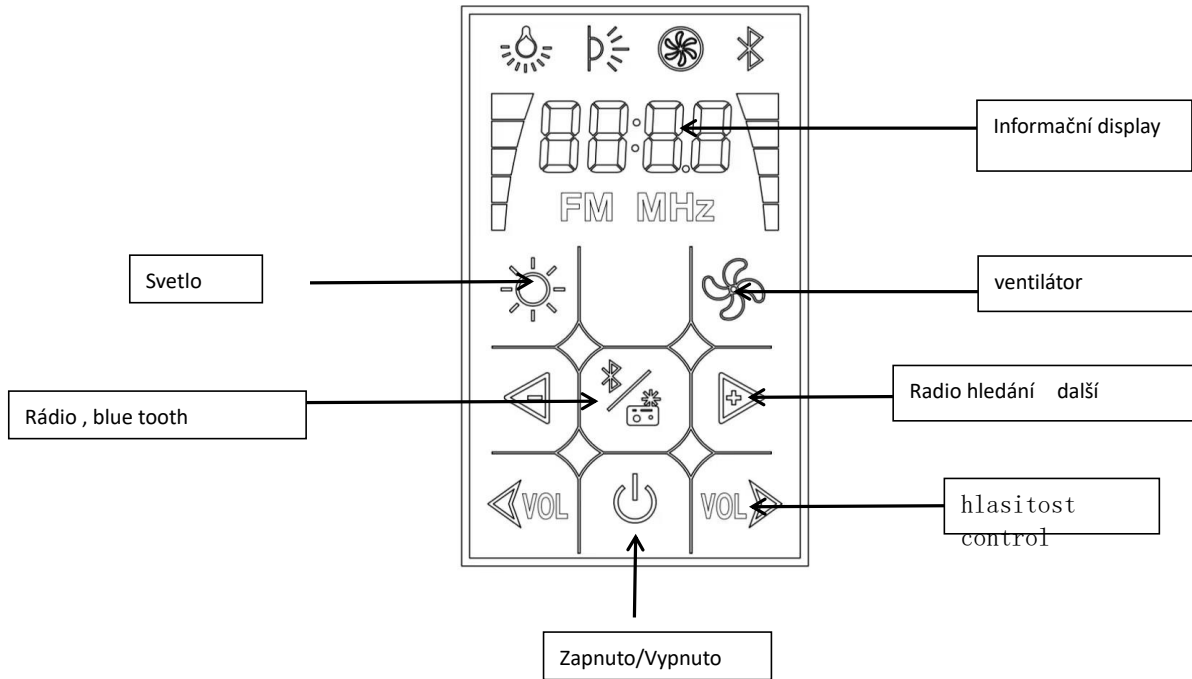 88:8.8
Informační display
FM MHz
Svetlo
ventilátor
Rádio , blue tooth
Radio hledání další
VOL
VOL
hlasitost
control
Zapnuto/Vypnuto